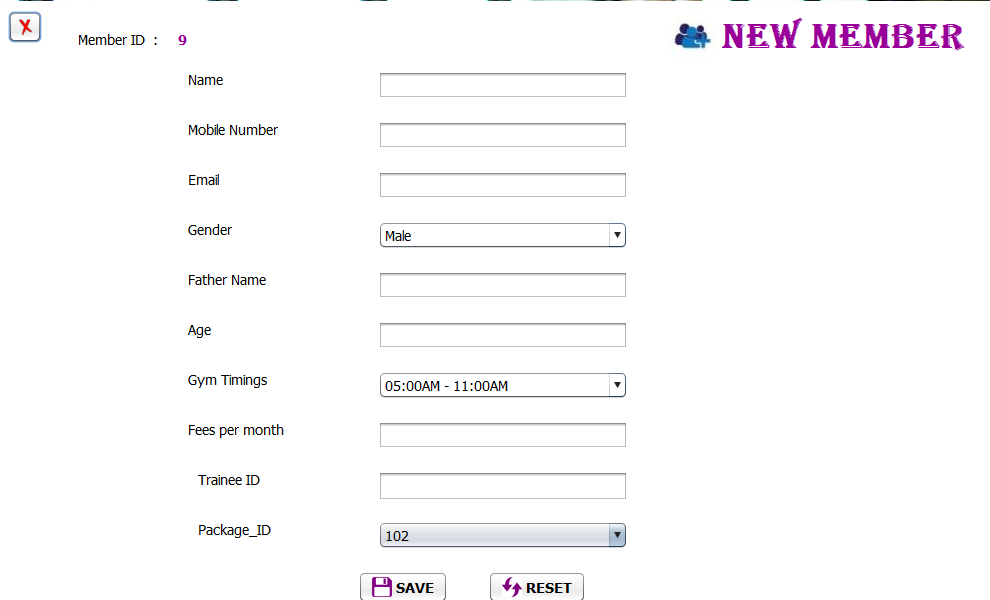 Member ID : 9
NEW MEMBER
Name
Mobile Number
Email
Gender Male
Father Name
Age
Gym Timings 05:00AM - 11:00AM
Fees per month
Trainee ID
Package_ID 102
SAVE RESET